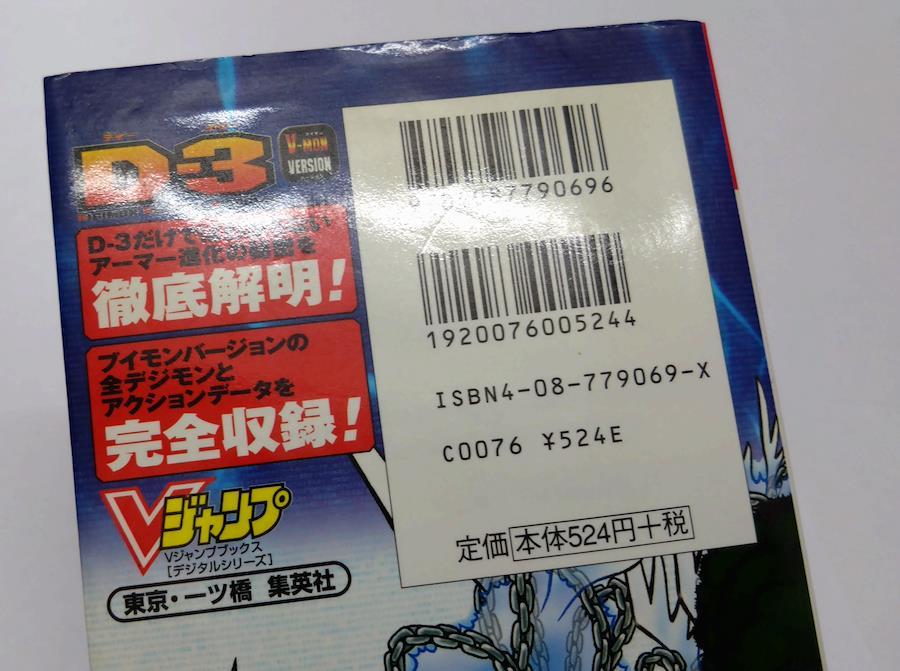 D-3
V-MON
VERSION
D-3だけで
アーマー進化の秘密を
徹底解明!
ブイモンバージョンの
全デジモンと
アクションデータを
完全収録!
Vジャンプ
Vジャンプブックス
[デジタルシリーズ]
東京・一ツ橋 集英社
1920076005244
ISBN4-08-779069-X
C0076 ¥524E
定価 本体524円+税